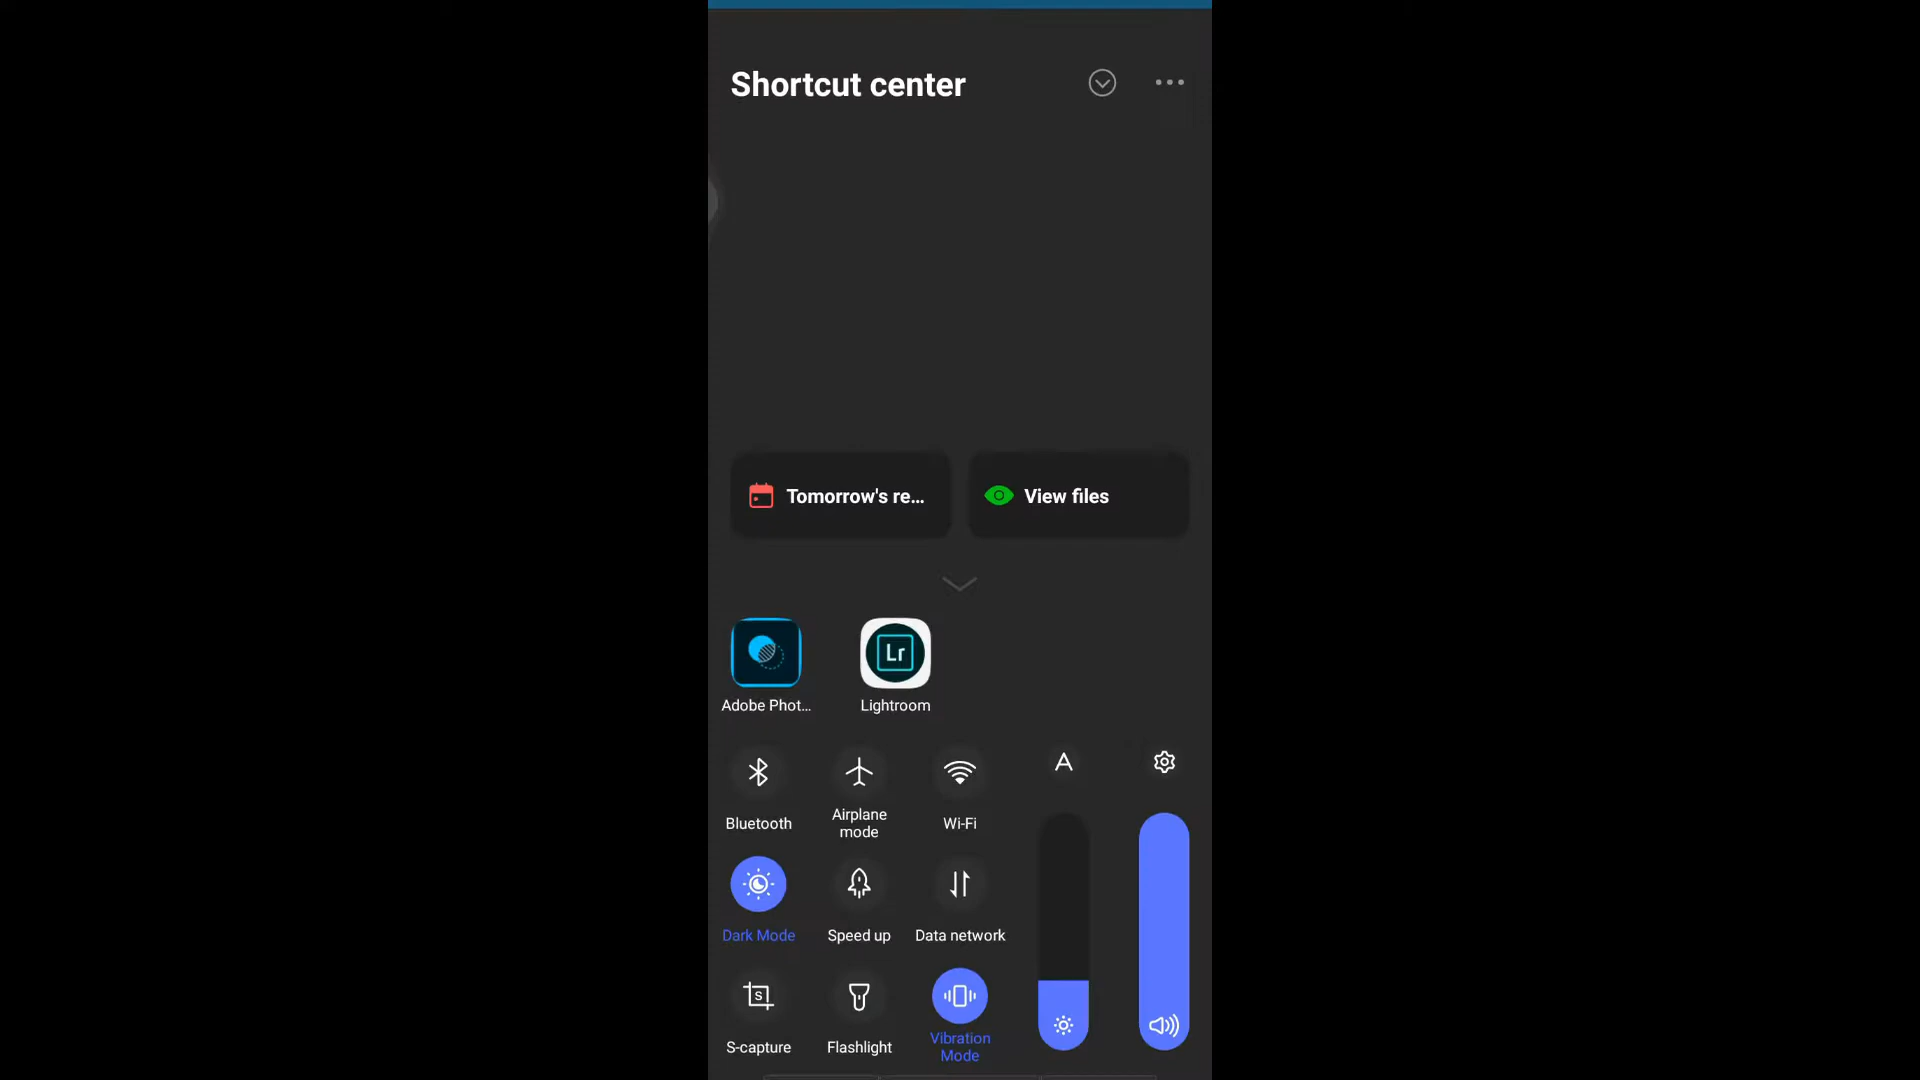 Shortcut center
Tomorrow's re...
View files
Lr
Adobe Phot...
Lightroom
A
Bluetooth
Airplane
mode
Wi-Fi
Dark Mode
Speed up
Data network
S
S-capture
Flashlight
Vibration
Mode